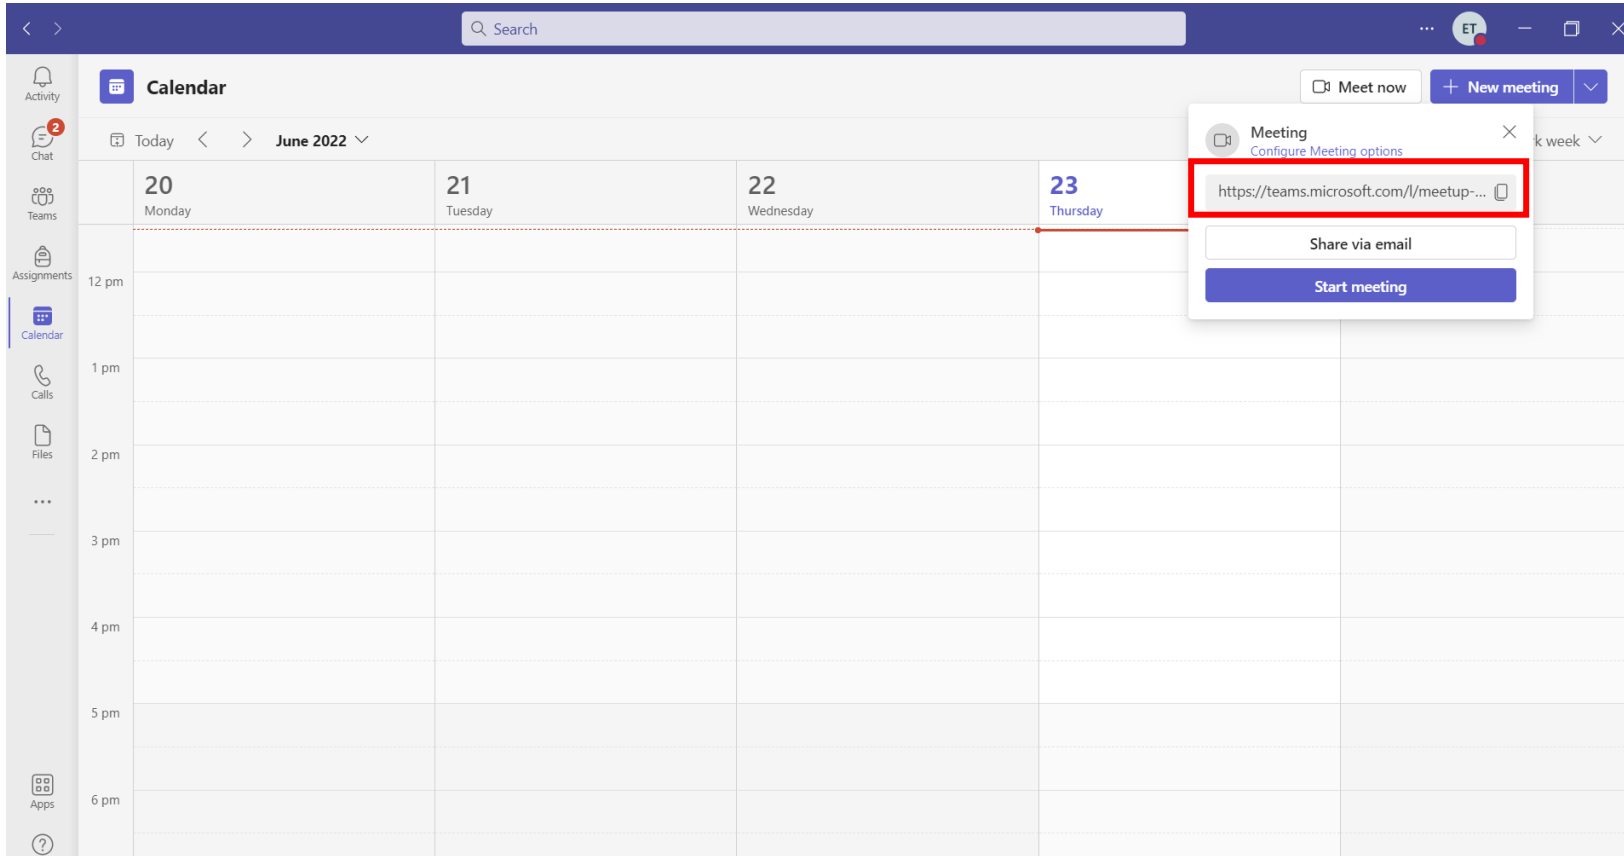 Search
ET
Activity
Calendar
Meet now
New meeting
2
Chat
Today
June 2022
Meeting
Configure Meeting options
k week
https://teams.microsoft.com/l/meetup-...
Share via email
Start meeting
Teams
Assignments
Calendar
Calls
Files
Apps
20
Monday
21
Tuesday
22
Wednesday
23
Thursday
12 pm
1 pm
2 pm
3 pm
4 pm
5 pm
6 pm